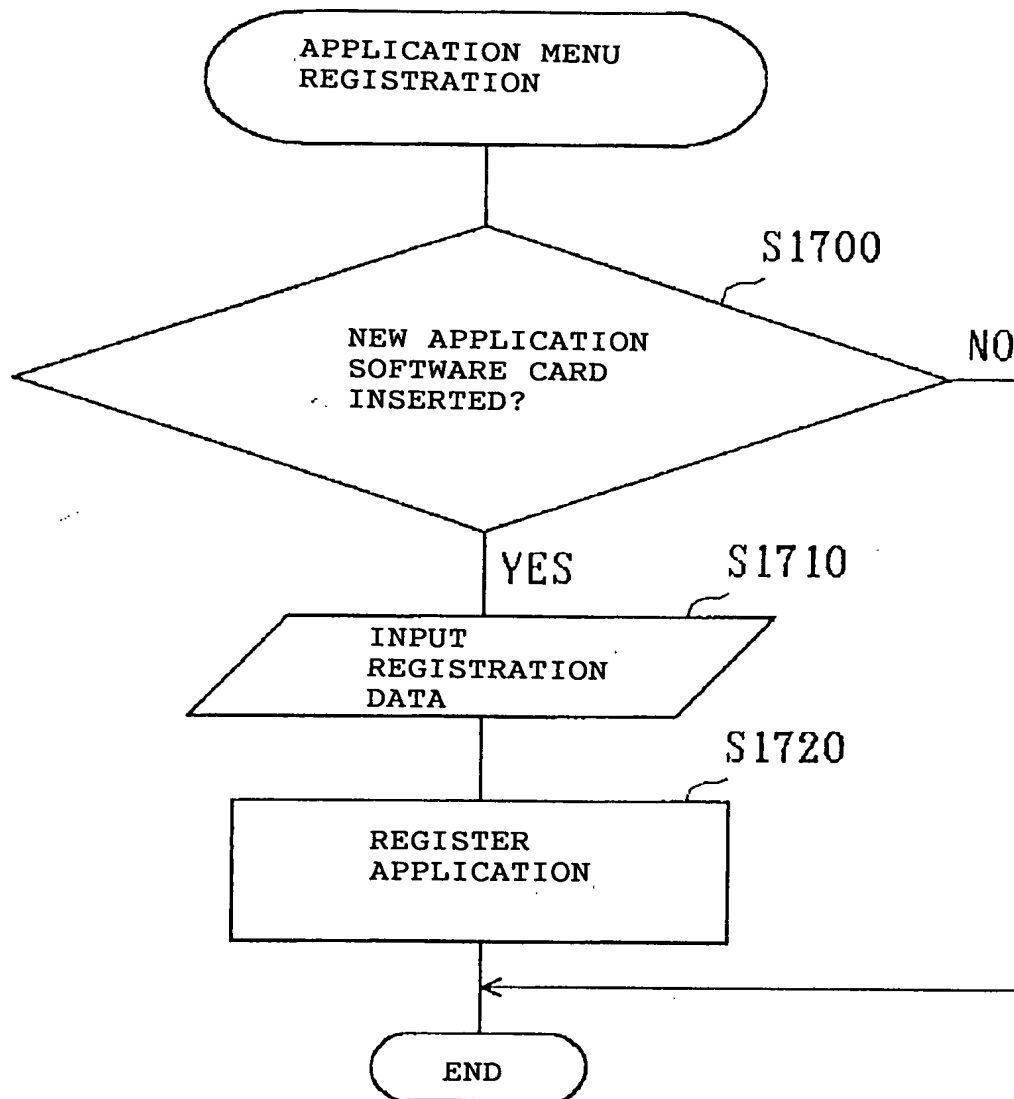 APPLICATION MENU
REGISTRATION
S1700
NEW APPLICATION
SOFTWARE CARD
INSERTED?
NO
YES
S1710
INPUT
REGISTRATION
DATA
S1720
REGISTER
APPLICATION
END